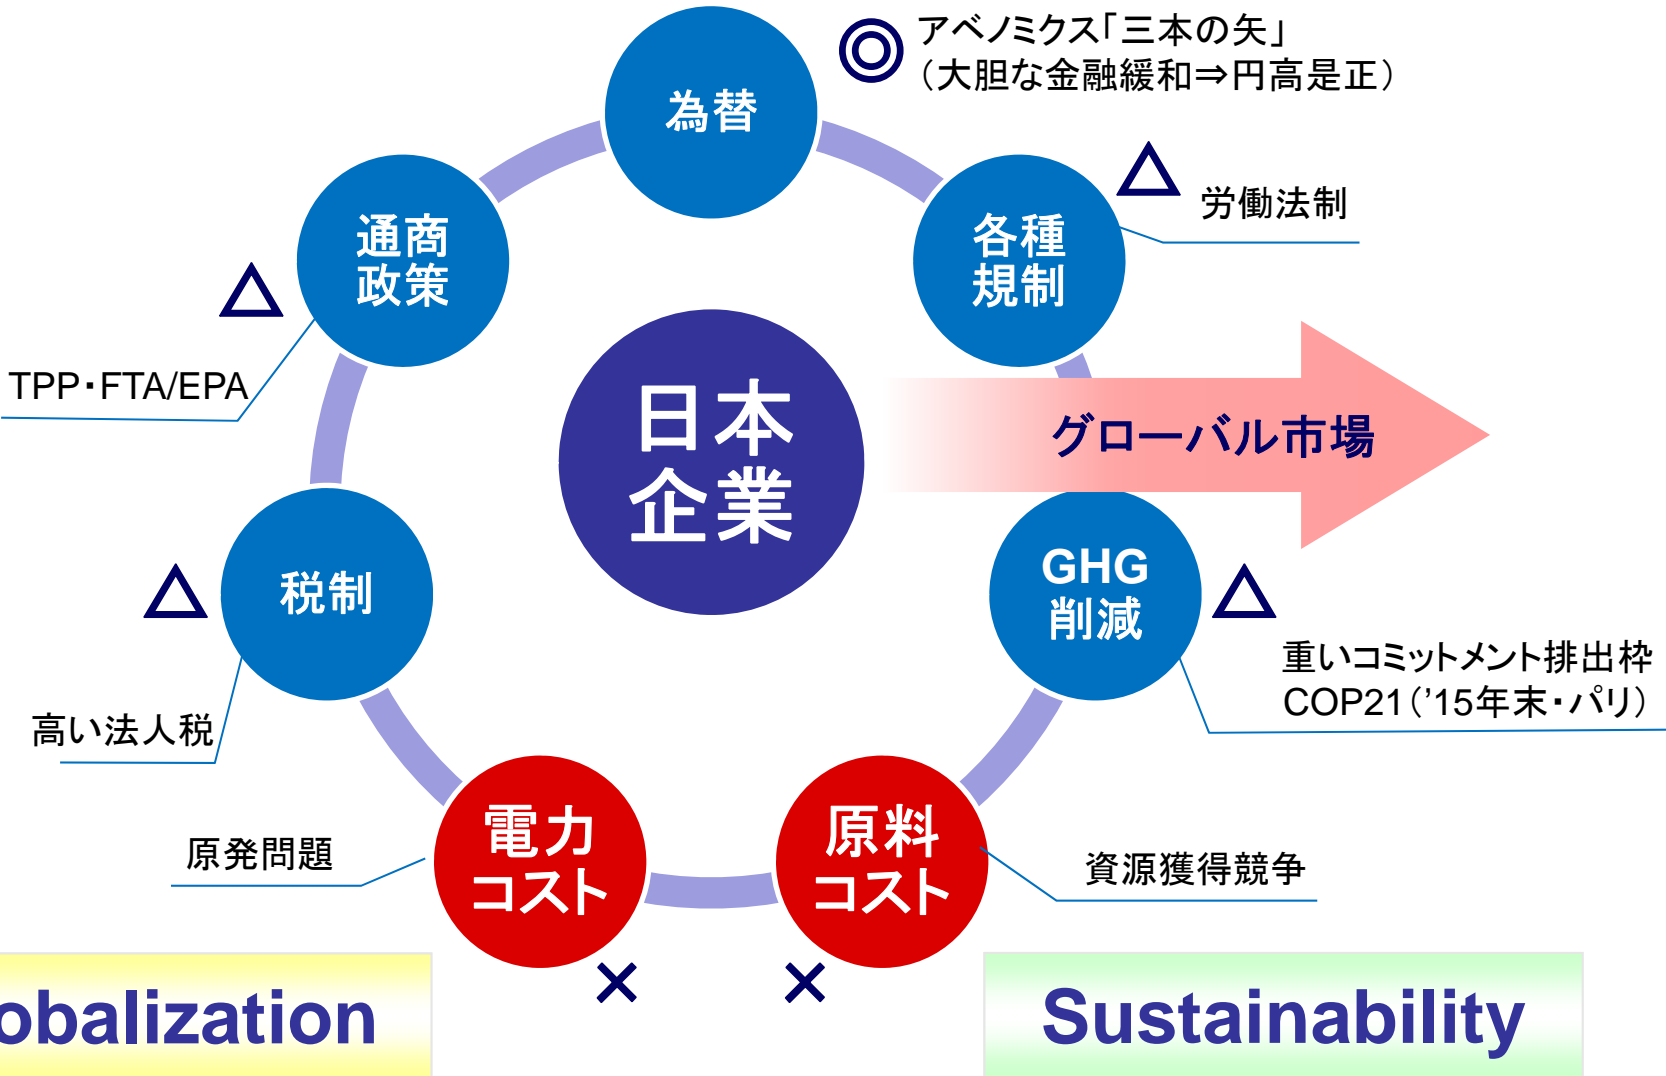 ◎ アベノミクス「三本の矢」
（大胆な金融緩和⇒円高是正）
為替
△
労働法制
各種
規制
通商
政策
△
TPP・FTA/EPA
日本
企業
グローバル市場
税制
△
高い法人税
GHG
削減
△
重いコミットメント排出枠
COP21（’15年末・パリ）
電力
コスト
原発問題
×
原料
コスト
資源獲得競争
×
obalization
Sustainability